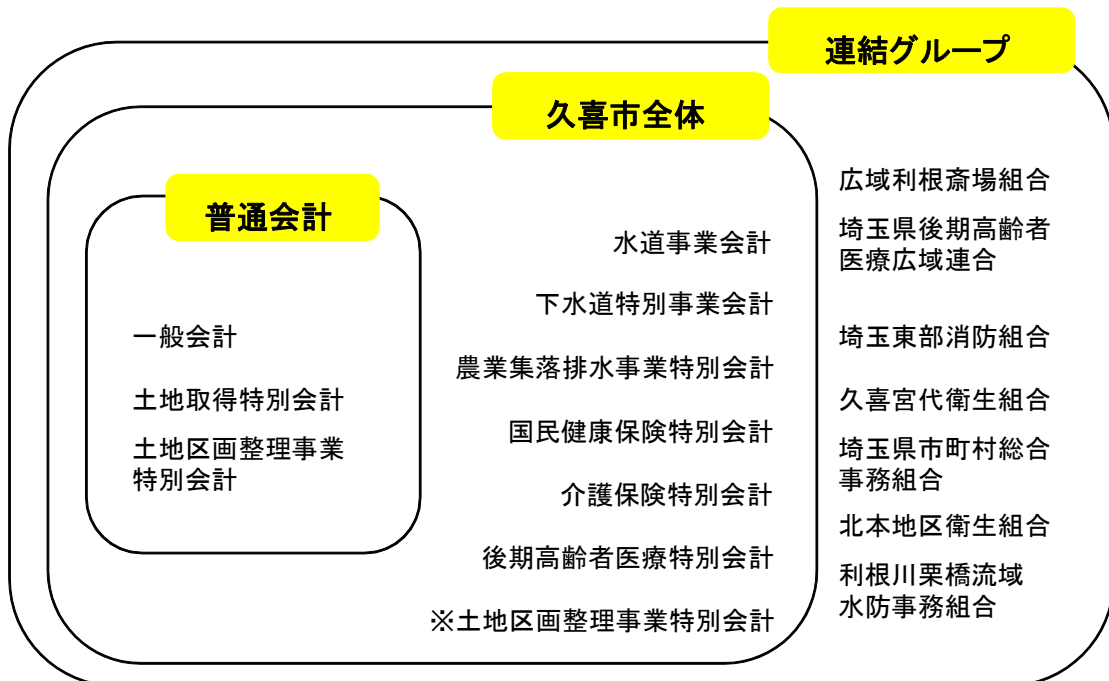 連結グループ
久喜市全体
普通会計
一般会計
土地取得特別会計
土地区画整理事業
特別会計
水道事業会計
下水道特別事業会計
農業集落排水事業特別会計
国民健康保険特別会計
介護保険特別会計
後期高齢者医療特別会計
※土地区画整理事業特別会計
広域利根斎場組合
埼玉県後期高齢者
医療広域連合
埼玉東部消防組合
久喜宮代衛生組合
埼玉県市町村総合
事務組合
北本地区衛生組合
利根川栗橋流域
水防事務組合